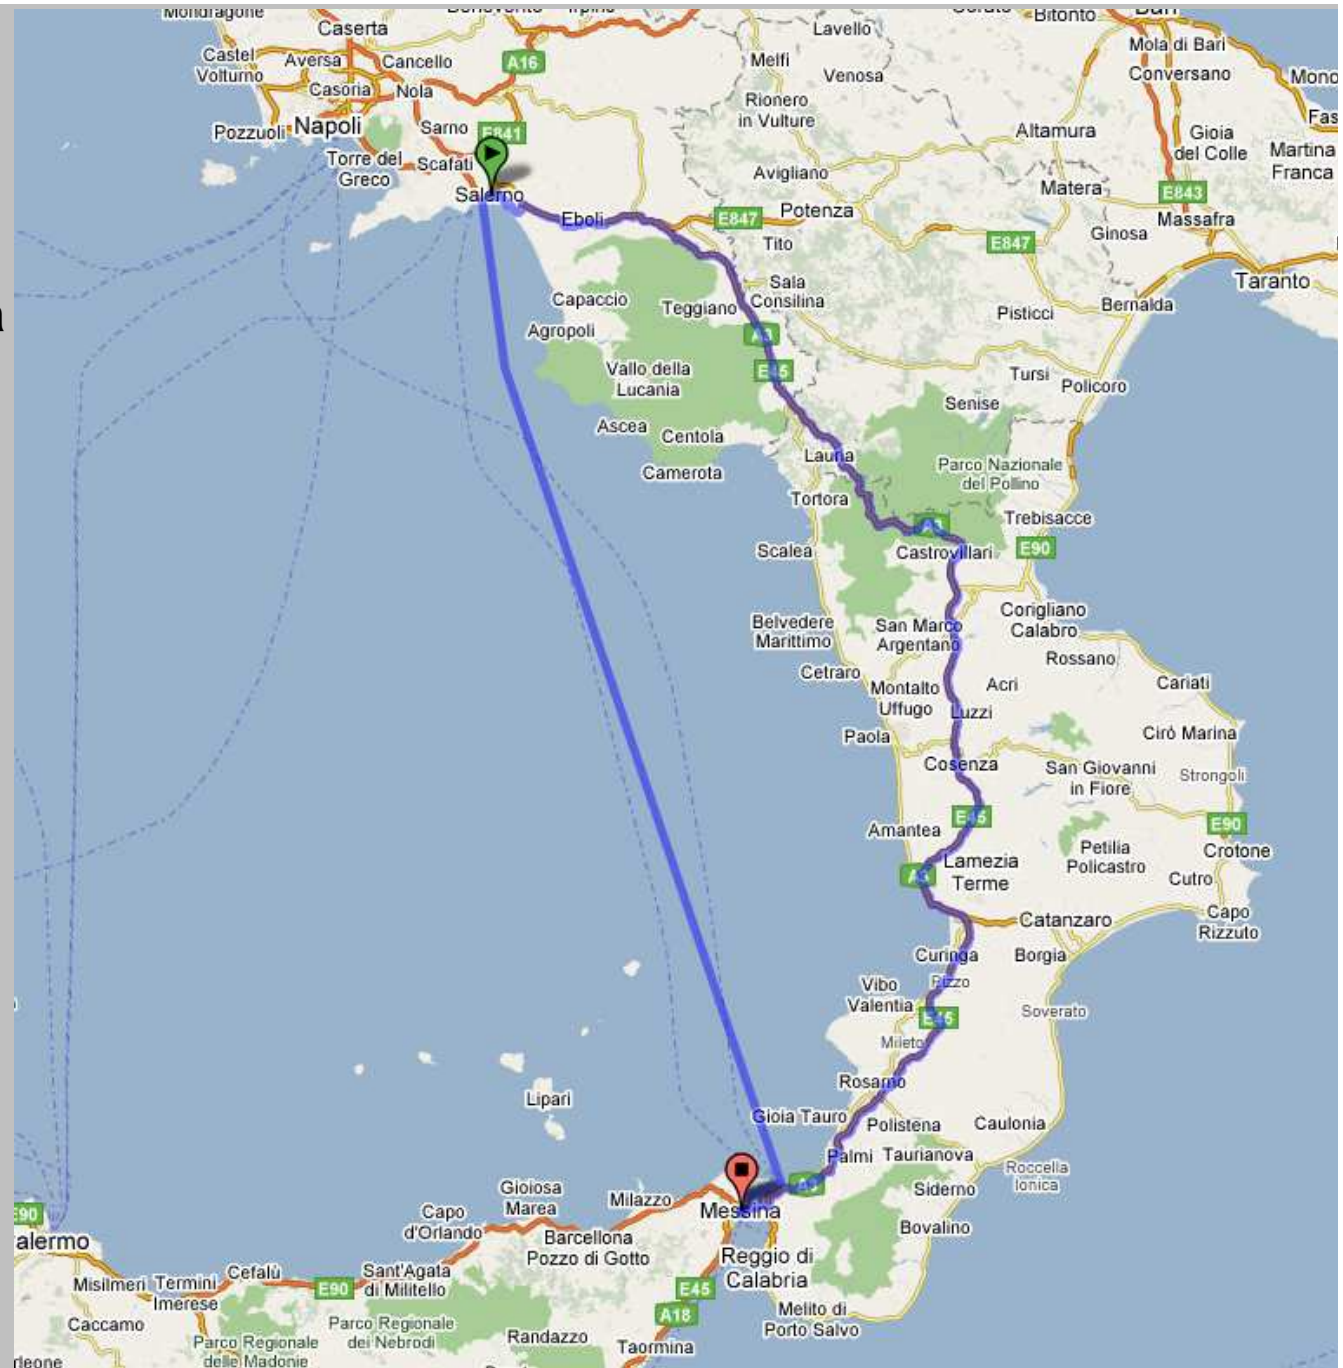 Mondragone
Caserta
Lavello
Bitonto
Bari
Castel
Volturno
Aversa
Cancello
A16
Melfi
Venosa
Mola di Bari
Conversano
Casoria
Nola
Rionero
in Vulture
Pozzuoli
Napoli
Sarno
E841
Altamura
Gioia
del Colle
Martina
Franca
Torre del
Greco
Scafati
Avigliano
Matera
E843
Salerno
Eboli
E847
Potenza
Massafra
Tito
E847
Ginosa
Taranto
Capaccio
Teggiano
Sala
Consilina
Pisticci
Bernalda
Agropoli
A3
Vallo della
Lucania
E45
Tursi
Policoro
Senise
Ascea
Centola
Lauria
Camerota
Parco Nazionale
del Pollino
Tortora
A3
Trebisacce
Scalea
Castrovillari
E90
Belvedere
Marittimo
San Marco
Argentano
Corigliano
Calabro
Rossano
Cetraro
Montalto
Uffugo
Acri
Cariati
Luzzi
Paola
Cirò Marina
Cosenza
San Giovanni
in Fiore
Strongoli
Amantea
E45
E90
Petilia
Policastro
Crotone
Lamezia
Terme
A3
Cutro
Catanzaro
Capo
Rizzuto
Curinga
Borgia
Vibo
Valentia
Pizzo
E45
Soverato
Mileto
Rosarno
Lipari
Gioia Tauro
Polistena
Caulonia
Palmi
Taurianova
Roccella
Ionica
A3
Siderno
Gioiosa
Marea
Milazzo
Messina
E90
Capo
d'Orlando
Bovalino
alermo
Barcellona
Pozzo di Gotto
Reggio di
Calabria
Misilmeri
Termini
Imerese
Cefalù
E90
Sant'Agata
di Militello
E45
A18
Melito di
Porto Salvo
Caccamo
Parco Regionale
delle Madonie
Parco Regionale
dei Nebrodi
Randazzo
Taormina